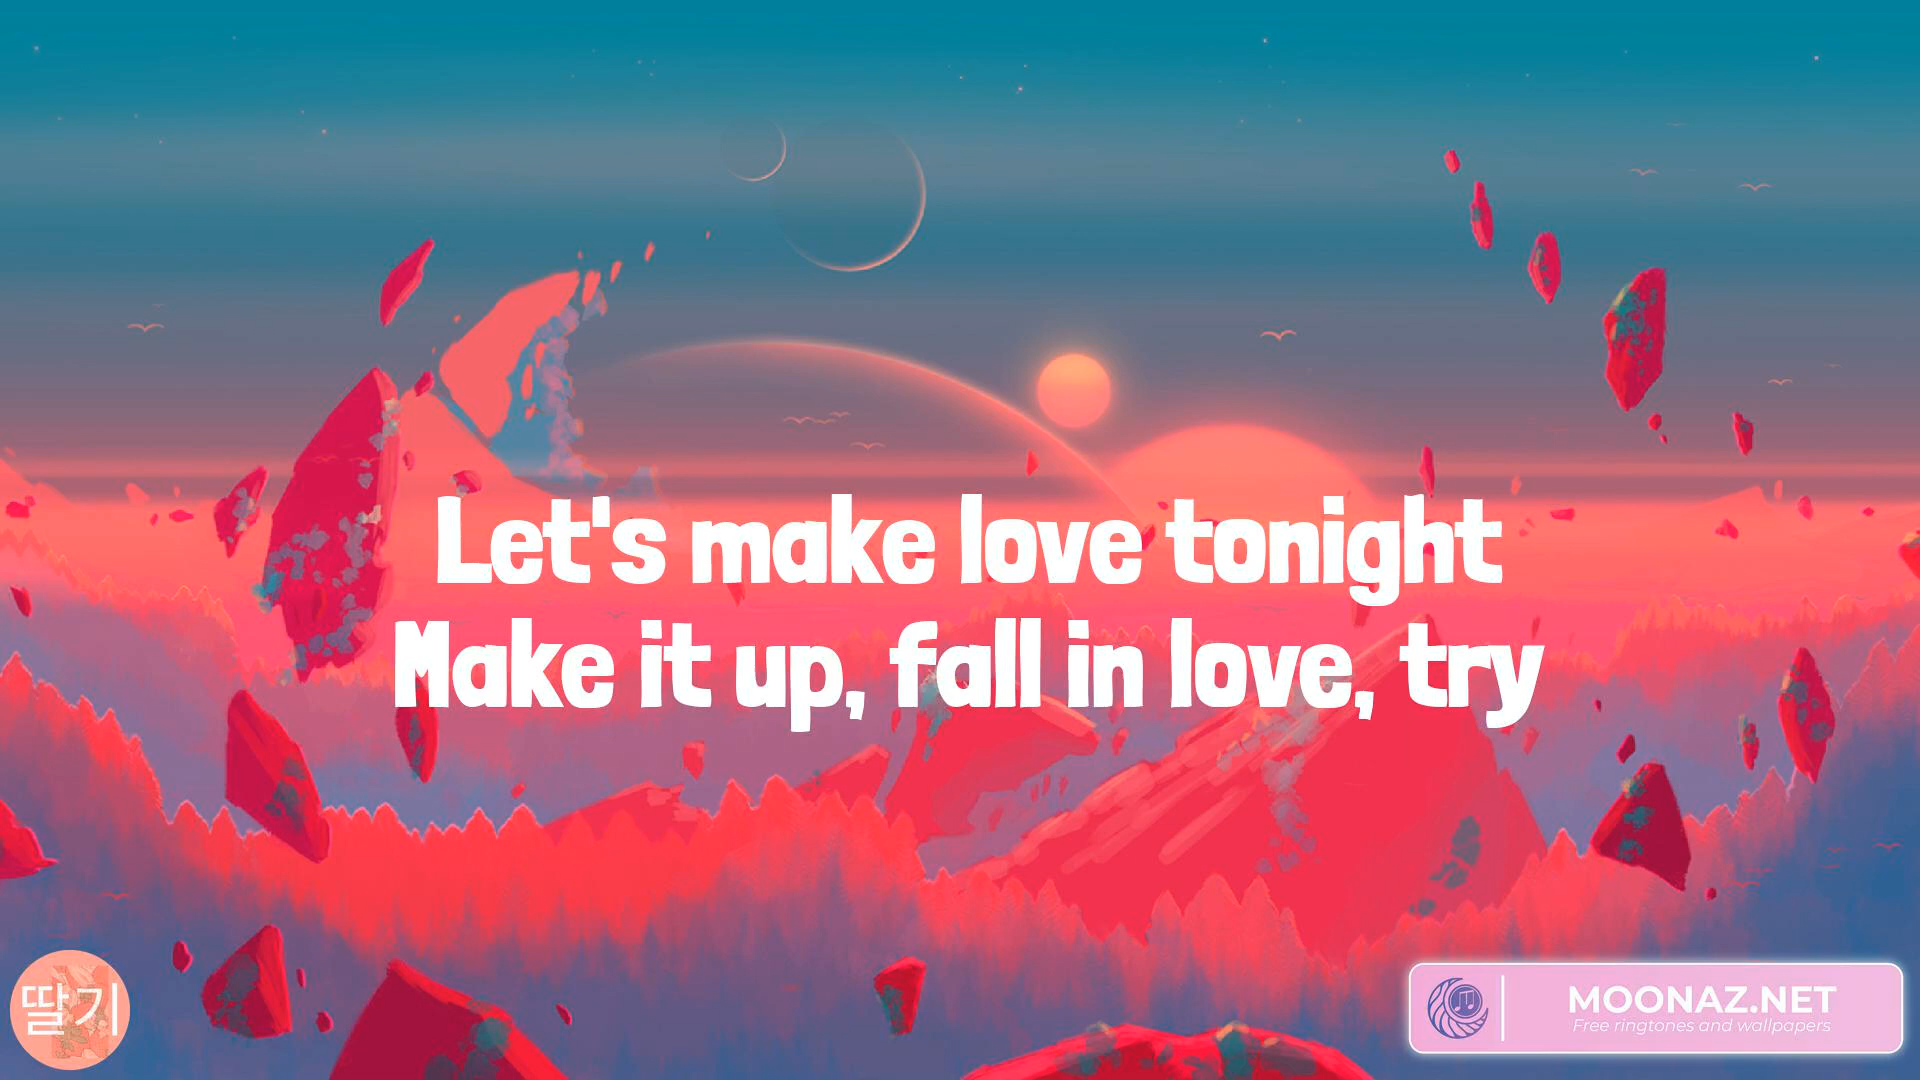 Let's make love tonight
Make it up, fall in love, try
딸기
MOONAZ.NET
Free ringtones and wallpapers